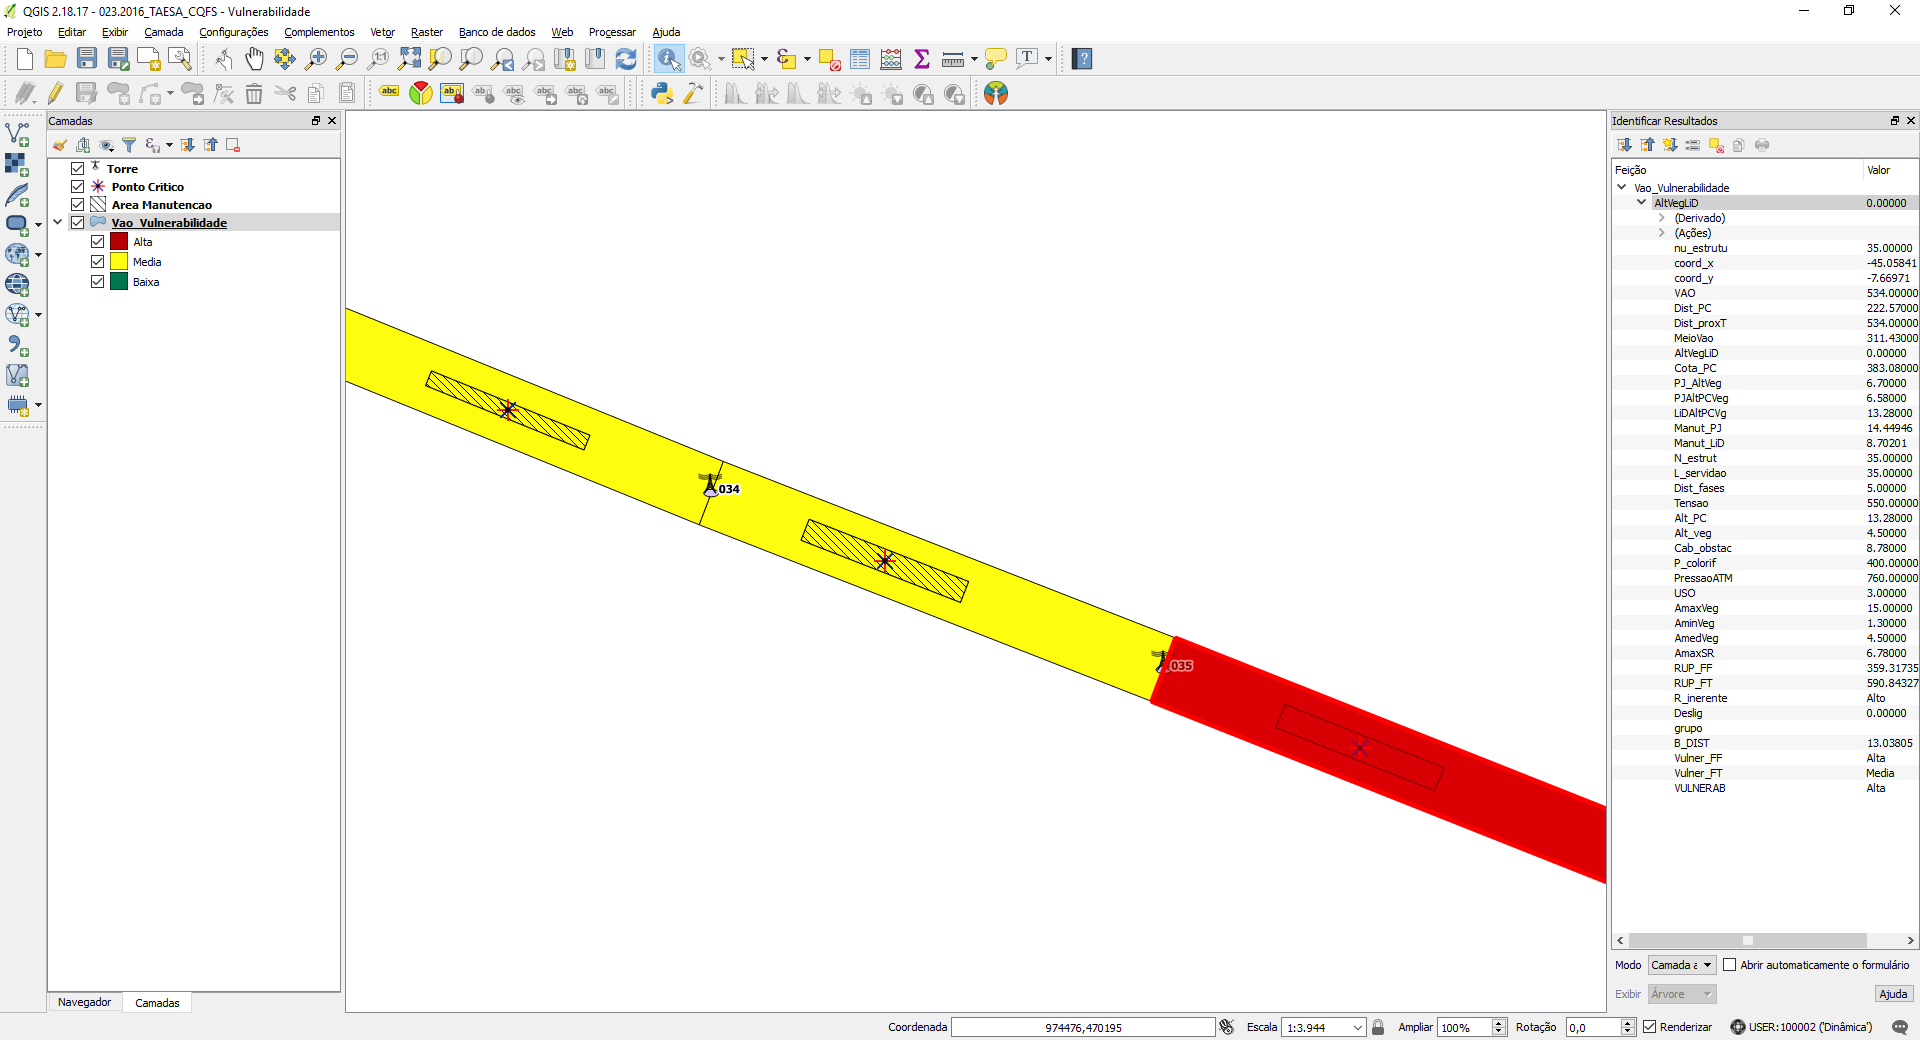 QGIS 2.18.17 - 023.2016_TAESA_CQFS - Vulnerabilidade
Projeto Editar Exibir Camada Configurações Complementos Vetor Raster Banco de dados Web Processar Ajuda
Camadas
Torre
Ponto Critico
Area Manutencao
Vao_Vulnerabilidade
Alta
Media
Baixa
Navegador Camadas
034
035
Identificar Resultados
Feição Valor
Vao_Vulnerabilidade
AltVegLiD 0.00000
(Derivado)
(Ações)
nu_estrutu 35.00000
coord_x -45.05841
coord_y -7.66971
VAO 534.00000
Dist_PC 222.57000
Dist_proxT 534.00000
MeioVao 311.43000
AltVegLiD 0.00000
Cota_PC 383.08000
PJ_AltVeg 6.70000
PJAltPCVeg 6.58000
LiDAltPCVg 13.28000
Manut_PJ 14.44946
Manut_LiD 8.70201
N_estrut 35.00000
L_servidao 35.00000
Dist_fases 5.00000
Tensao 550.00000
Alt_PC 13.28000
Alt_veg 4.50000
Cab_obstac 8.78000
P_colorif 400.00000
PressaoATM 760.00000
USO 3.00000
AmaxVeg 15.00000
AminVeg 1.30000
AmedVeg 4.50000
AmaxSR 6.78000
RUP_FF 359.31735
RUP_FT 590.84327
R_inerente Alto
Deslig 0.00000
grupo
B_DIST 13.03805
Vulner_FF Alta
Vulner_FT Media
VULNERAB Alta
Modo Camada a Abrir automaticamente o formulário
Exibir Árvore Ajuda
Coordenada 974476,470195 Escala 1:3.944 Ampliar 100% Rotação 0,0 Renderizar USER:100002 ('Dinâmica')